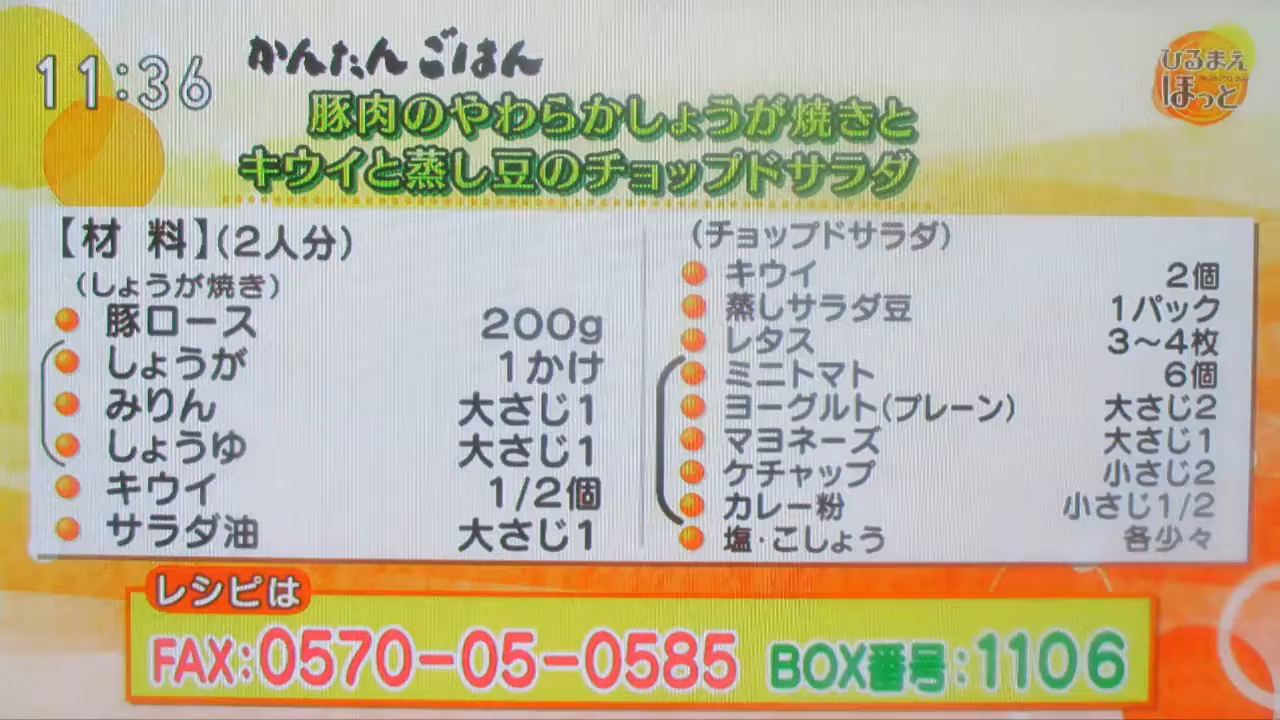 11:36
かんたんごはん
ひるまえ
ほっと
豚肉のやわらかしょうが焼きと
キウイと蒸し豆のチョップドサラダ
【材 料】(2人分)
(しょうが焼き)
豚ロース 200g
しょうが 1かけ
みりん 大さじ1
しょうゆ 大さじ1
キウイ 1/2個
サラダ油 大さじ1
(チョップドサラダ)
キウイ 2個
蒸しサラダ豆 1パック
レタス 3〜4枚
ミニトマト 6個
ヨーグルト(プレーン) 大さじ2
マヨネーズ 大さじ1
ケチャップ 小さじ2
カレー粉 小さじ1/2
塩・こしょう 各少々
レシピは
FAX:0570-05-0585 BOX番号:1106